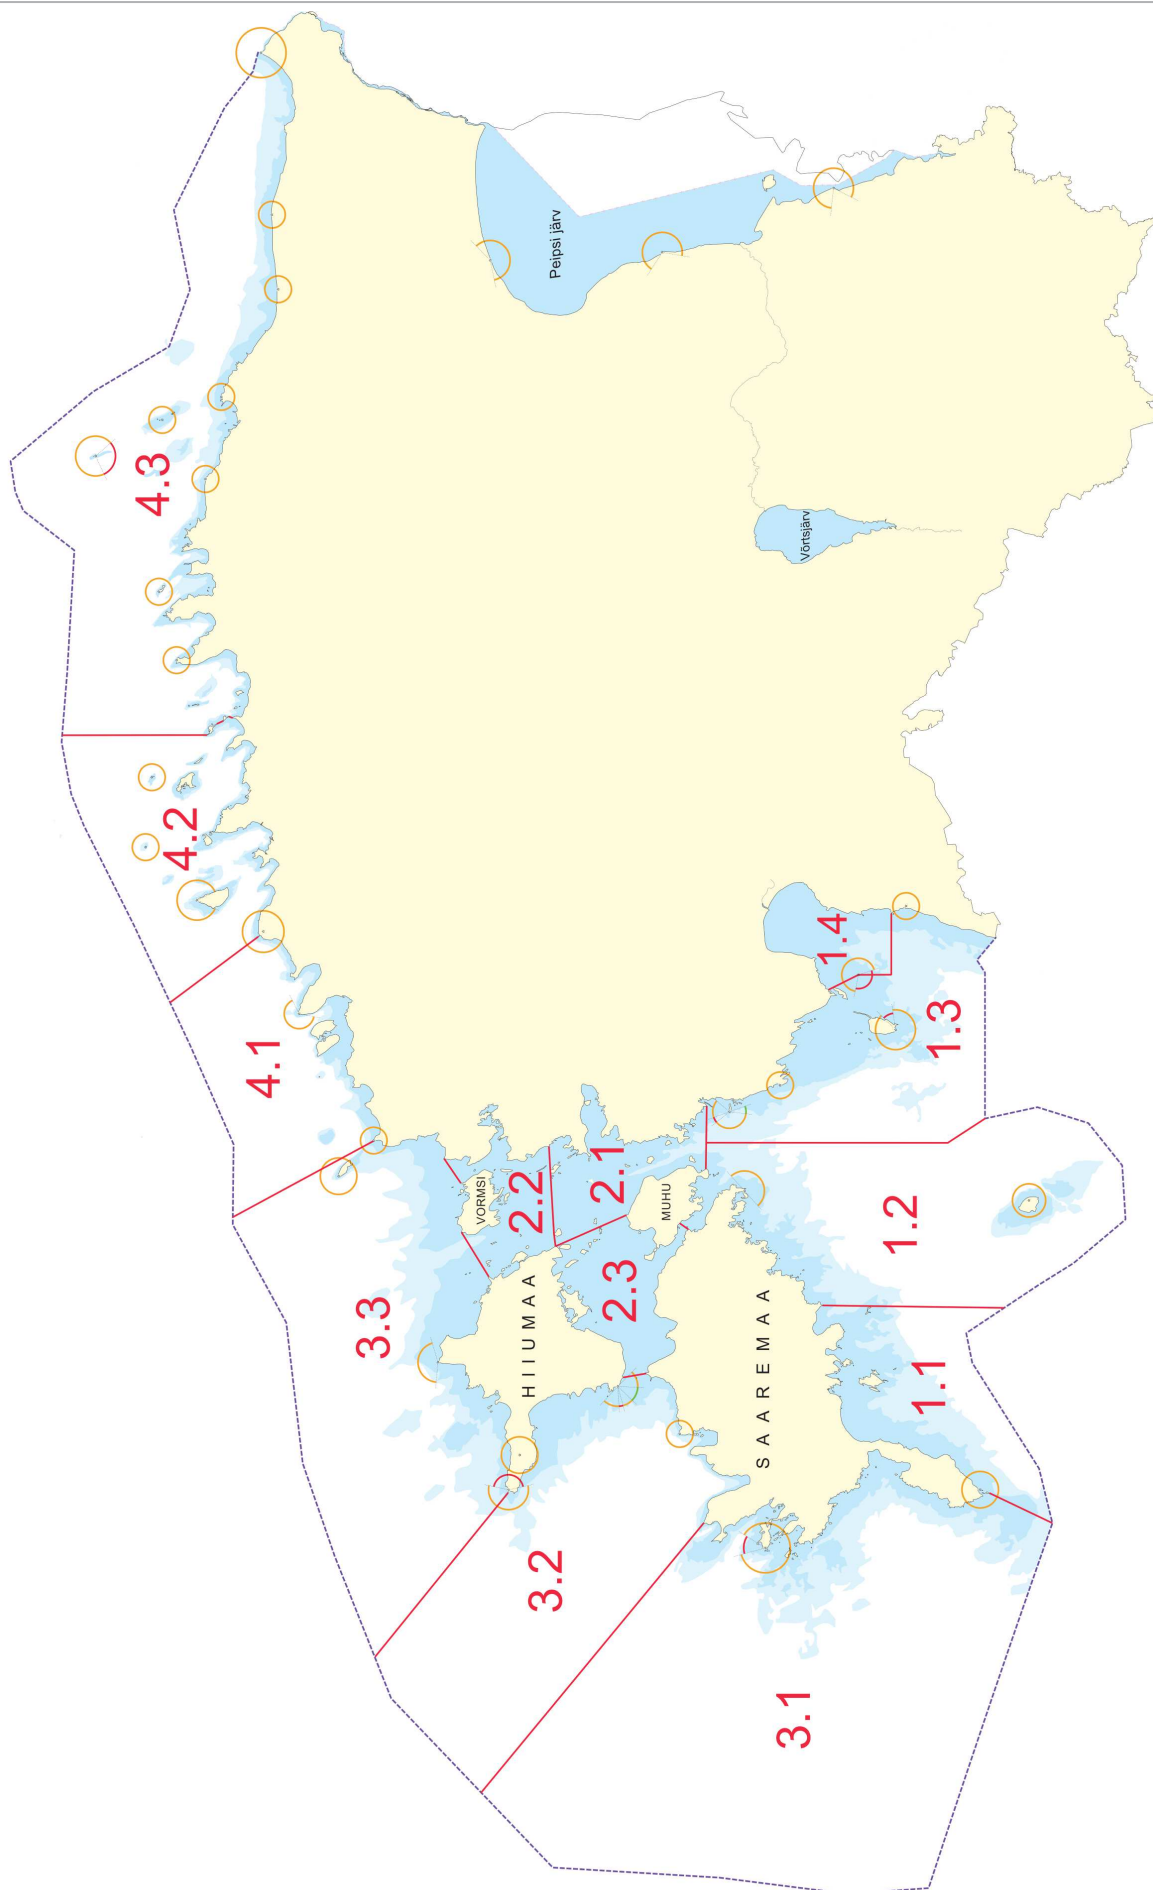 4.3
4.2
4.1
3.3
3.2
3.1
2.2
2.1
2.3
1.4
1.3
1.2
1.1
Peipsi järv
Võrtsjärv
VORMSI
MUHU
HIIUMAA
SAAREMAA